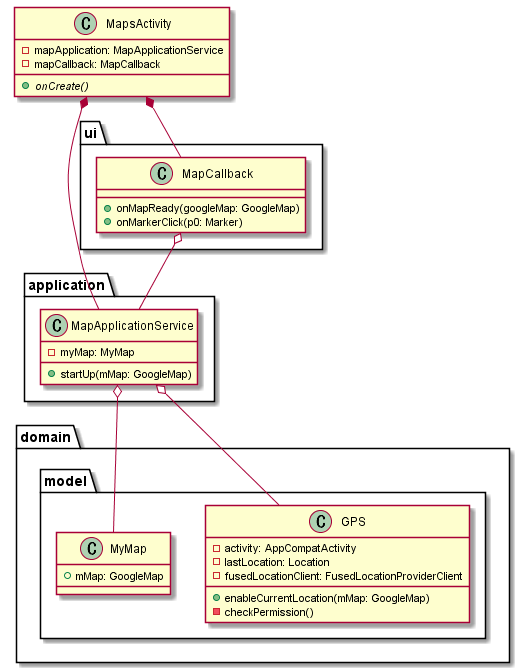 C MapsActivity
mapApplication: MapApplicationService
mapCallback: MapCallback
onCreate()
ui
C MapCallback
onMapReady(googleMap: GoogleMap)
onMarkerClick(p0: Marker)
application
C MapApplicationService
myMap: MyMap
startUp(mMap: GoogleMap)
domain
model
C MyMap
mMap: GoogleMap
C GPS
activity: AppCompatActivity
lastLocation: Location
fusedLocationClient: FusedLocationProviderClient
enableCurrentLocation(mMap: GoogleMap)
checkPermission()